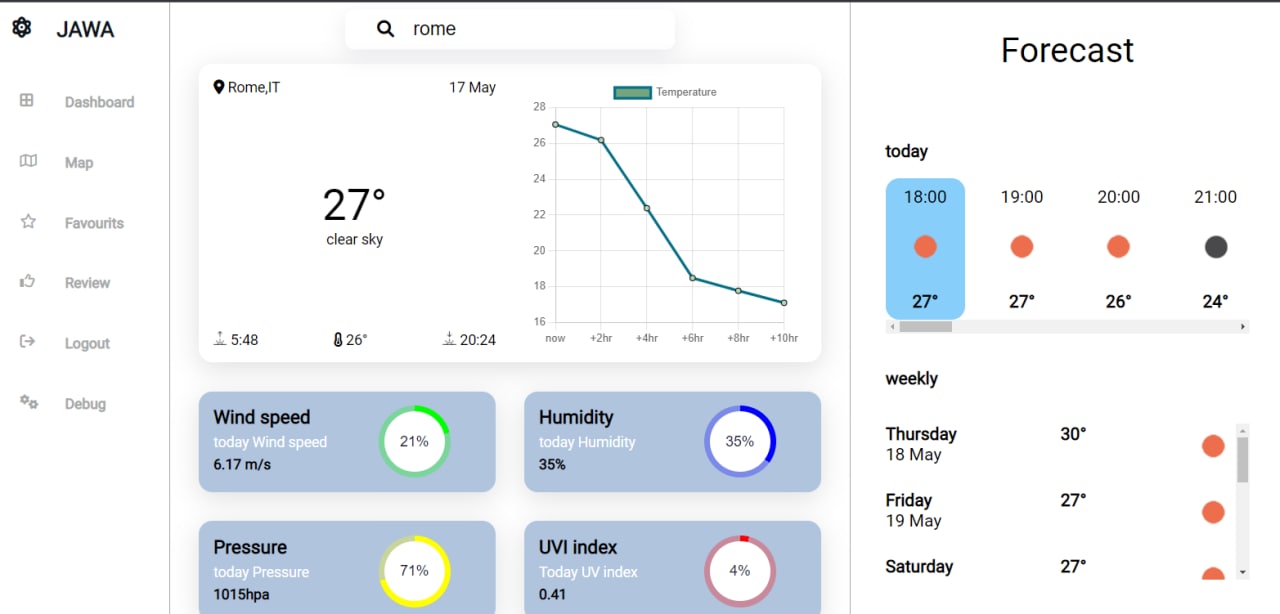 JAWA
Dashboard
Map
Favourits
Review
Logout
Debug
rome
Rome,IT
17 May
27°
clear sky
5:48
26°
20:24
Temperature
28
26
24
22
20
18
16
now +2hr +4hr +6hr +8hr +10hr
Wind speed
today Wind speed
6.17 m/s
21%
Humidity
today Humidity
35%
35%
Pressure
today Pressure
1015hpa
71%
UVI index
Today UV index
0.41
4%
Forecast
today
18:00 19:00 20:00 21:00
27° 27° 26° 24°
weekly
Thursday 30°
18 May
Friday 27°
19 May
Saturday 27°